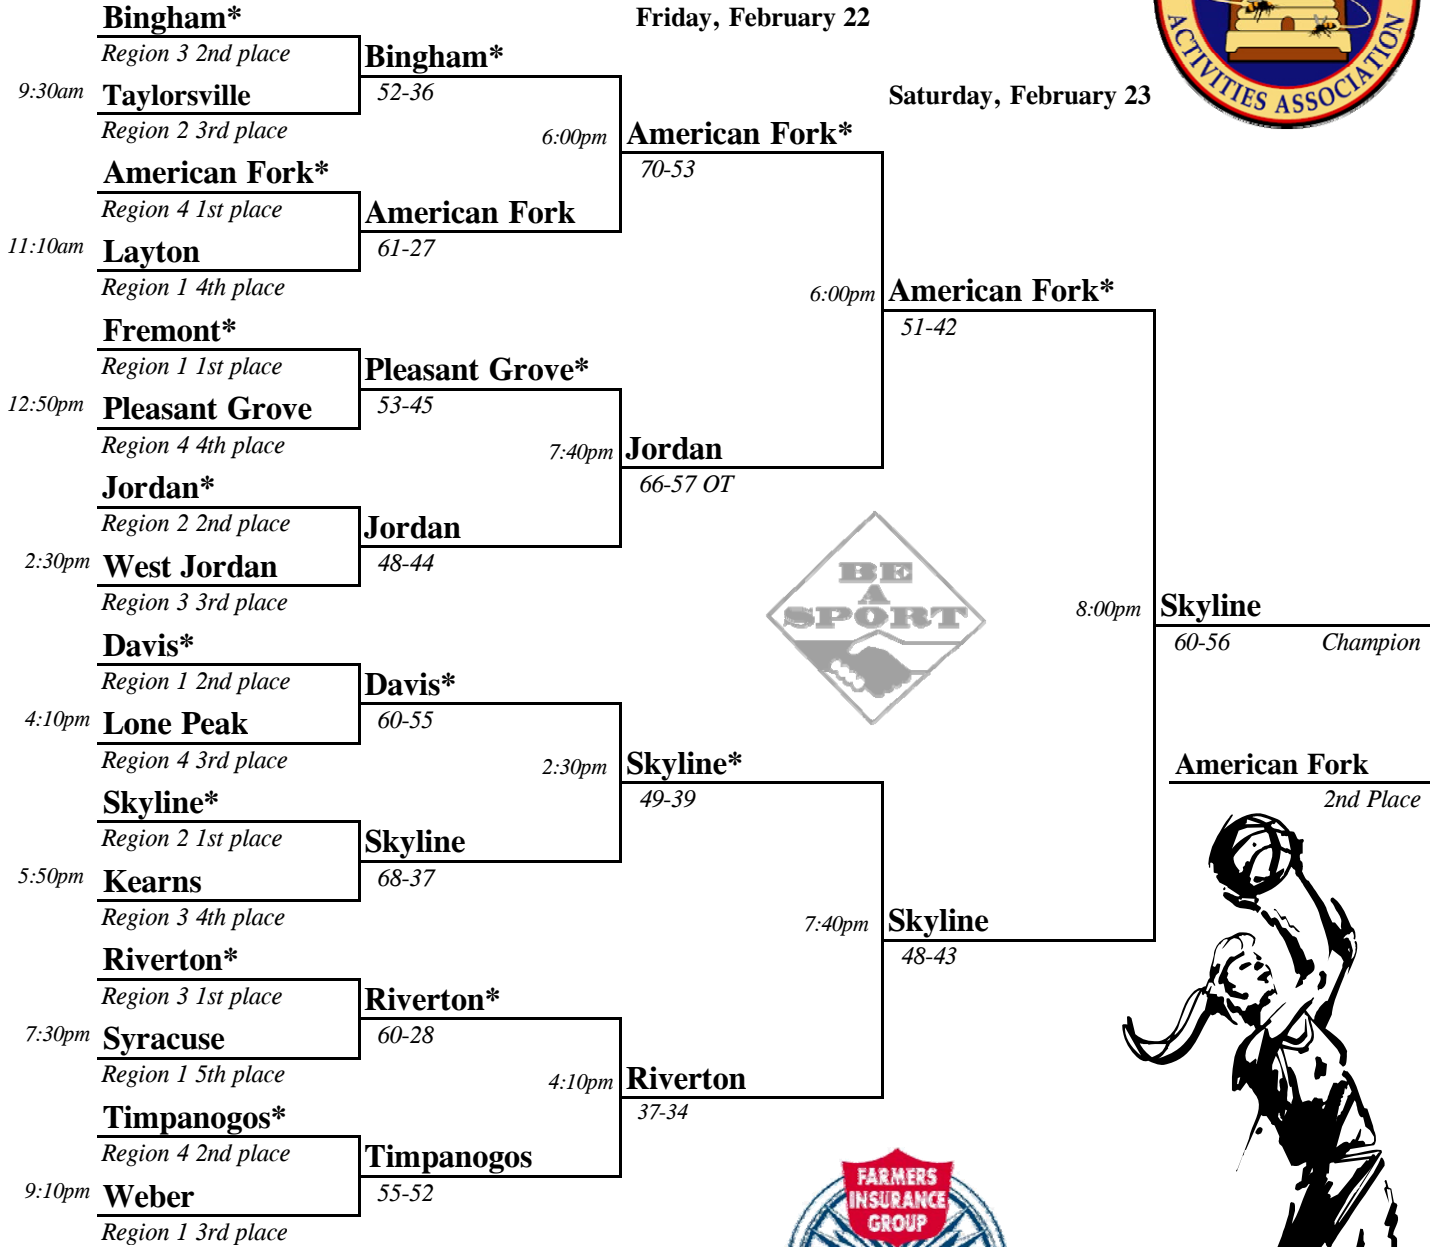 Bingham*
Friday, February 22
Region 3 2nd place
Bingham*
9:30am
Taylorsville
52-36
Region 2 3rd place
Saturday, February 23
ACTIVITIES ASSOCIATION
6:00pm
American Fork*
70-53
American Fork*
Region 4 1st place
American Fork
11:10am
Layton
61-27
Region 1 4th place
6:00pm
American Fork*
51-42
Fremont*
Region 1 1st place
Pleasant Grove*
12:50pm
Pleasant Grove
53-45
Region 4 4th place
7:40pm
Jordan
66-57 OT
Jordan*
Region 2 2nd place
Jordan
2:30pm
West Jordan
48-44
Region 3 3rd place
BE
A
SPORT
8:00pm
Skyline
60-56
Champion
Davis*
Region 1 2nd place
Davis*
4:10pm
Lone Peak
60-55
Region 4 3rd place
2:30pm
Skyline*
49-39
American Fork
2nd Place
Skyline*
Region 2 1st place
Skyline
5:50pm
Kearns
68-37
Region 3 4th place
7:40pm
Skyline
48-43
Riverton*
Region 3 1st place
Riverton*
7:30pm
Syracuse
60-28
Region 1 5th place
4:10pm
Riverton
37-34
Timpanogos*
Region 4 2nd place
Timpanogos
9:10pm
Weber
55-52
Region 1 3rd place
FARMERS
INSURANCE
GROUP